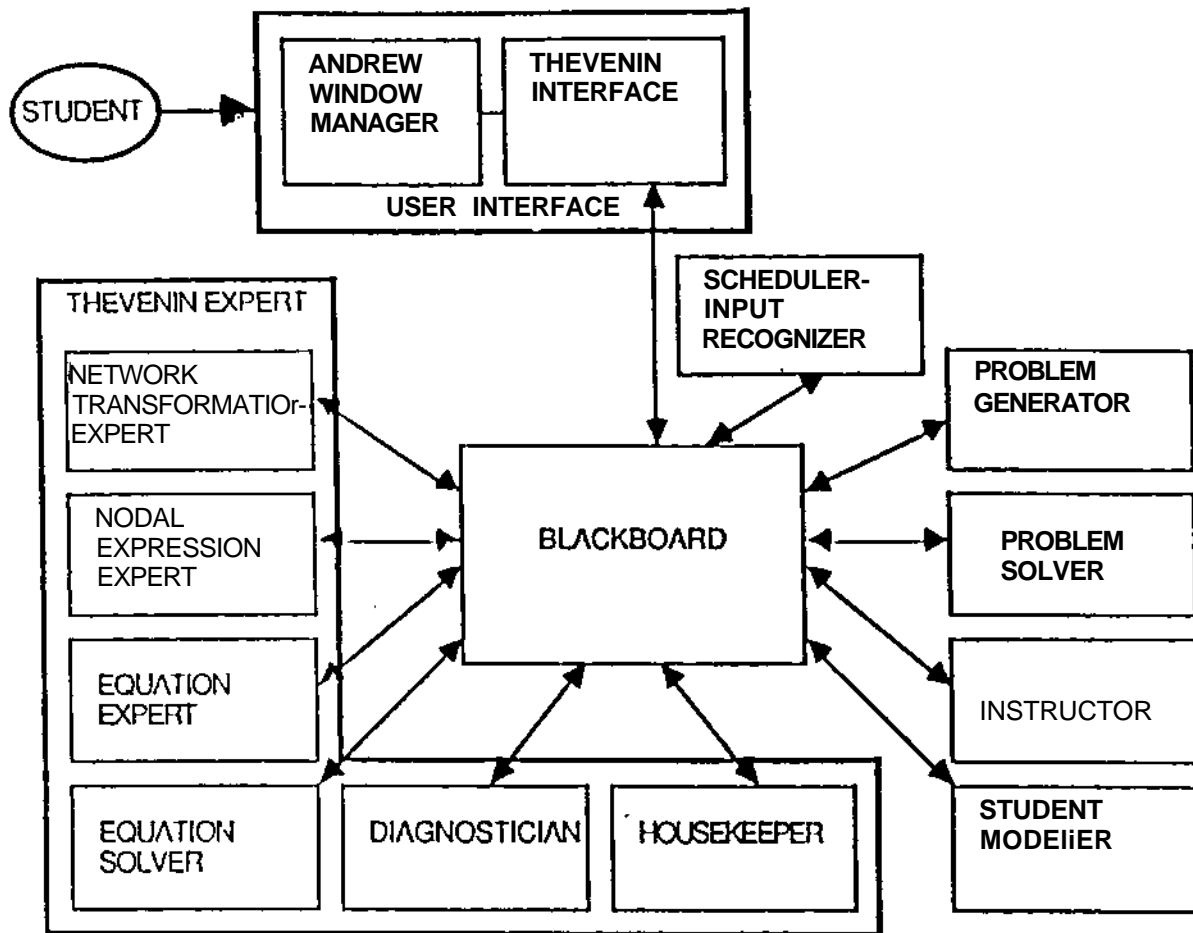 STUDENT
ANDREW
WINDOW
MANAGER
THEVENIN
INTERFACE
USER INTERFACE
SCHEDULER-
INPUT
RECOGNIZER
THEVENIN EXPERT
NETWORK
TRANSFORMATIOr-
EXPERT
NODAL
EXPRESSION
EXPERT
EQUATION
EXPERT
EQUATION
SOLVER
DIAGNOSTICIAN
HOUSEKEEPER
BLACKBOARD
PROBLEM
GENERATOR
PROBLEM
SOLVER
INSTRUCTOR
STUDENT
MODEliER